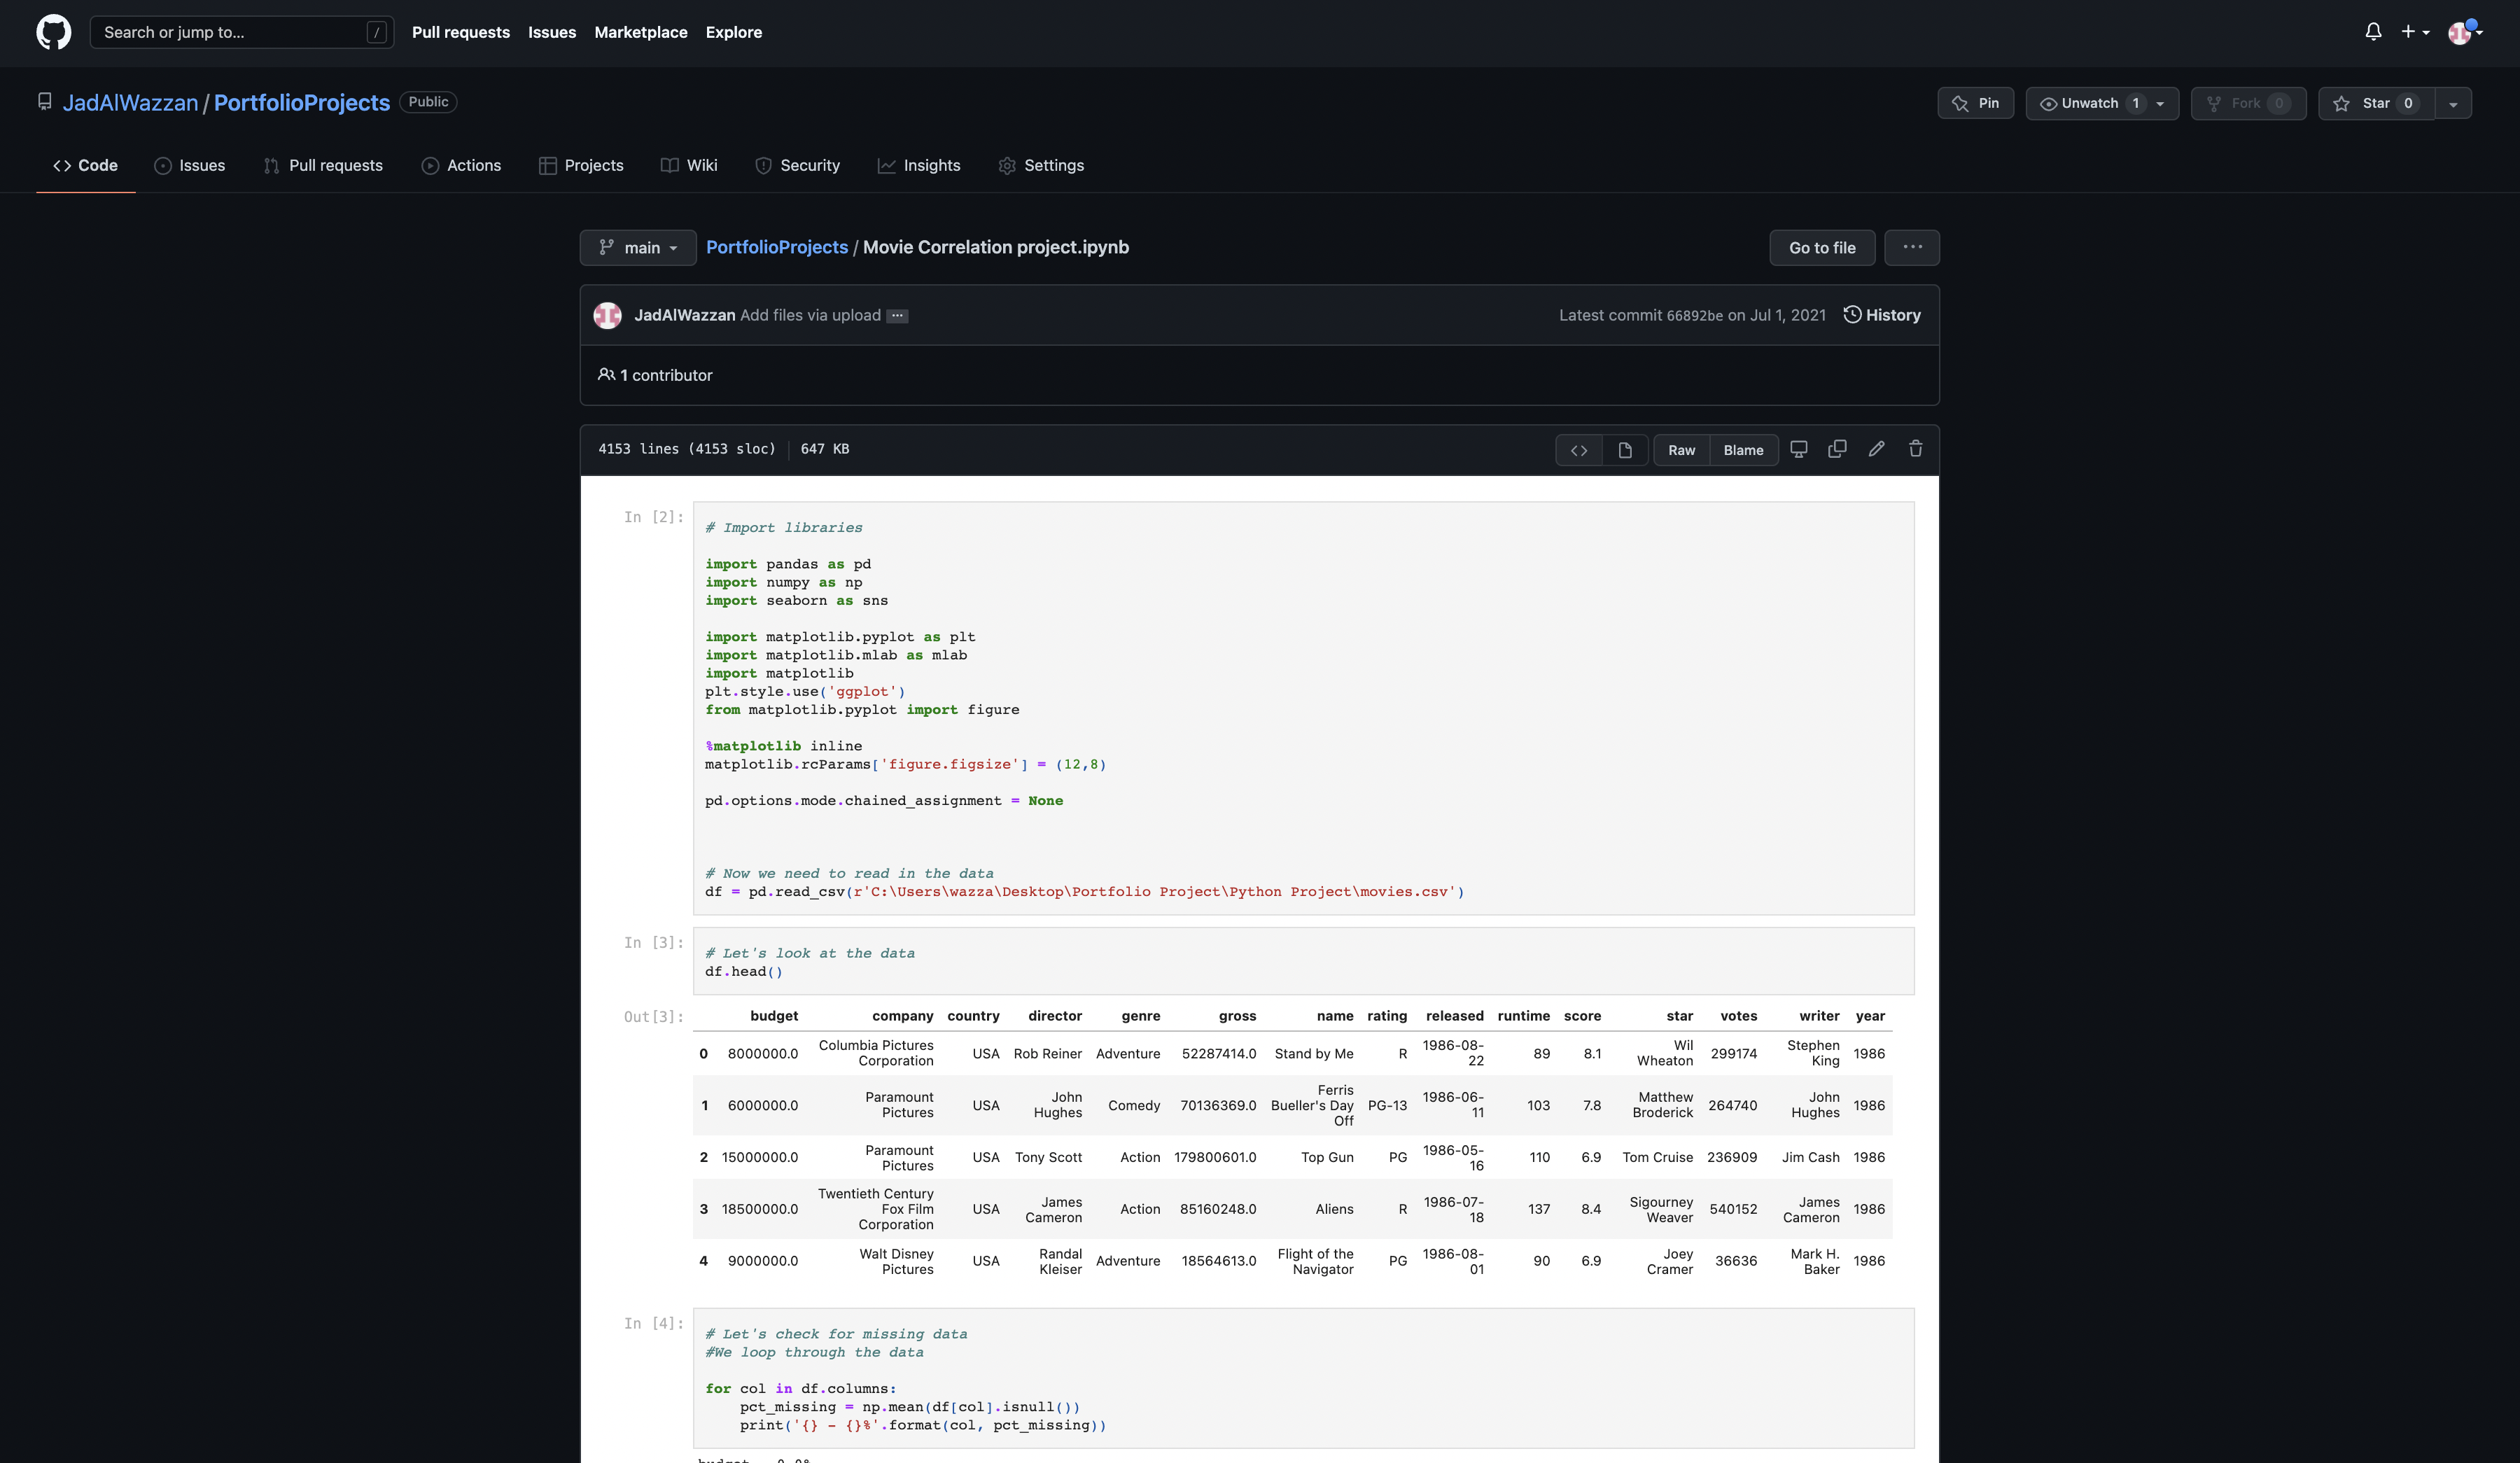 Search or jump to... /
Pull requests Issues Marketplace Explore
JadAlWazzan / PortfolioProjects Public
Pin Unwatch 1 Fork 0 Star 0
Code Issues Pull requests Actions Projects Wiki Security Insights Settings
main PortfolioProjects / Movie Correlation project.ipynb Go to file ...
JadAlWazzan Add files via upload ... Latest commit 66892be on Jul 1, 2021 History
1 contributor
4153 lines (4153 sloc) 647 KB <> Raw Blame
In [2]:
# Import libraries
import pandas as pd
import numpy as np
import seaborn as sns
import matplotlib.pyplot as plt
import matplotlib.mlab as mlab
import matplotlib
plt.style.use('ggplot')
from matplotlib.pyplot import figure
%matplotlib inline
matplotlib.rcParams['figure.figsize'] = (12,8)
pd.options.mode.chained_assignment = None
# Now we need to read in the data
df = pd.read_csv(r'C:\Users\wazza\Desktop\Portfolio Project\Python Project\movies.csv')
In [3]:
# Let's look at the data
df.head()
Out[3]:
budget company country director genre gross name rating released runtime score star votes writer year
0 8000000.0 Columbia Pictures Corporation USA Rob Reiner Adventure 52287414.0 Stand by Me R 1986-08-22 89 8.1 Wil Wheaton 299174 Stephen King 1986
1 6000000.0 Paramount Pictures USA John Hughes Comedy 70136369.0 Ferris Bueller's Day Off PG-13 1986-06-11 103 7.8 Matthew Broderick 264740 John Hughes 1986
2 15000000.0 Paramount Pictures USA Tony Scott Action 179800601.0 Top Gun PG 1986-05-16 110 6.9 Tom Cruise 236909 Jim Cash 1986
3 18500000.0 Twentieth Century Fox Film Corporation USA James Cameron Action 85160248.0 Aliens R 1986-07-18 137 8.4 Sigourney Weaver 540152 James Cameron 1986
4 9000000.0 Walt Disney Pictures USA Randal Kleiser Adventure 18564613.0 Flight of the Navigator PG 1986-08-01 90 6.9 Joey Cramer 36636 Mark H. Baker 1986
In [4]:
# Let's check for missing data
#We loop through the data
for col in df.columns:
    pct_missing = np.mean(df[col].isnull())
    print('{} - {}%'.format(col, pct_missing))